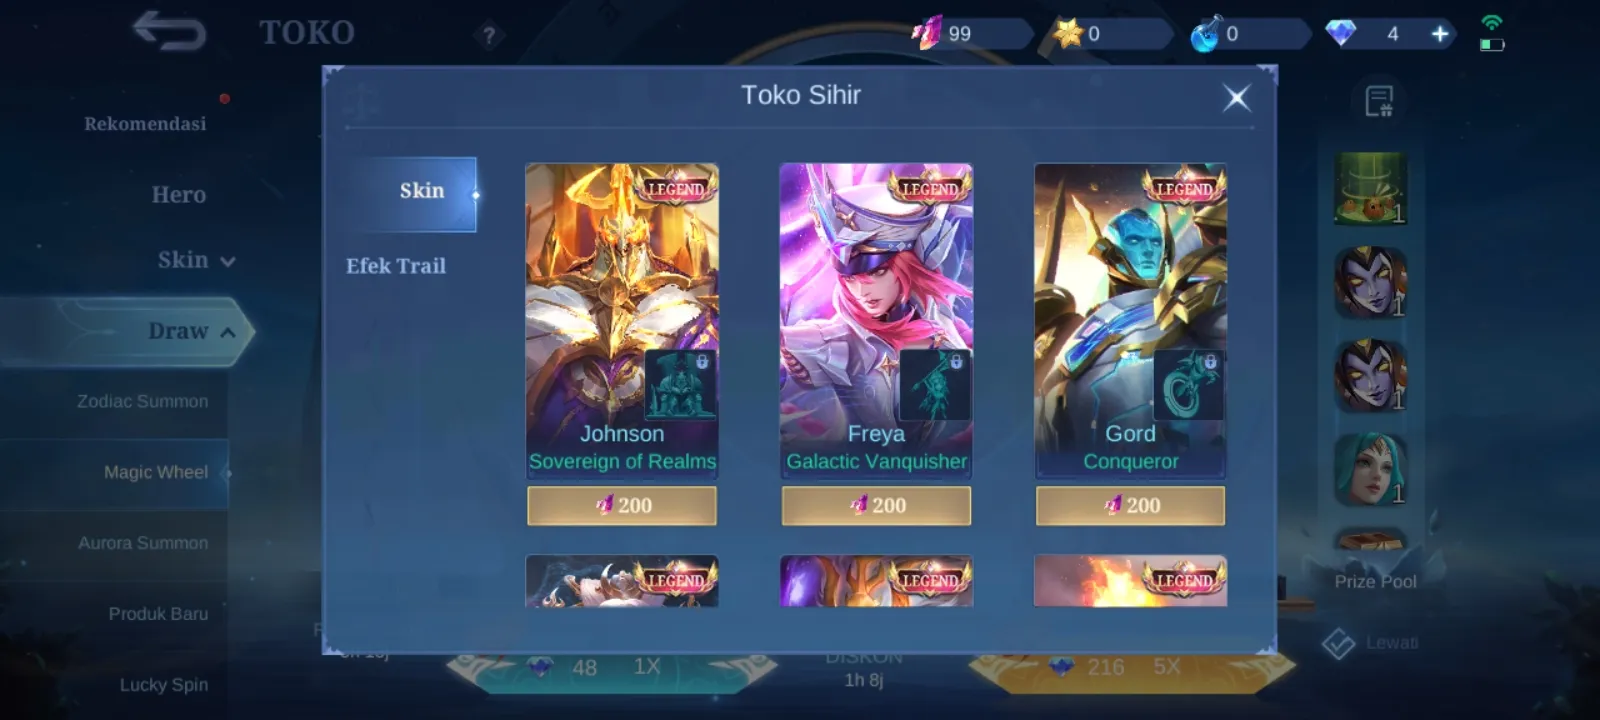 TOKO
?
99
0
0
4
Toko Sihir
Rekomendasi
Hero
Skin
Draw
Zodiac Summon
Magic Wheel
Aurora Summon
Produk Baru
Lucky Spin
Skin
Efek Trail
LEGEND
LEGEND
LEGEND
Johnson
Sovereign of Realms
200
Freya
Galactic Vanquisher
200
Gord
Conqueror
200
LEGEND
LEGEND
LEGEND
1
1
1
1
Prize Pool
Lewati
48 1X
DISKON
1h 8j
216 5X